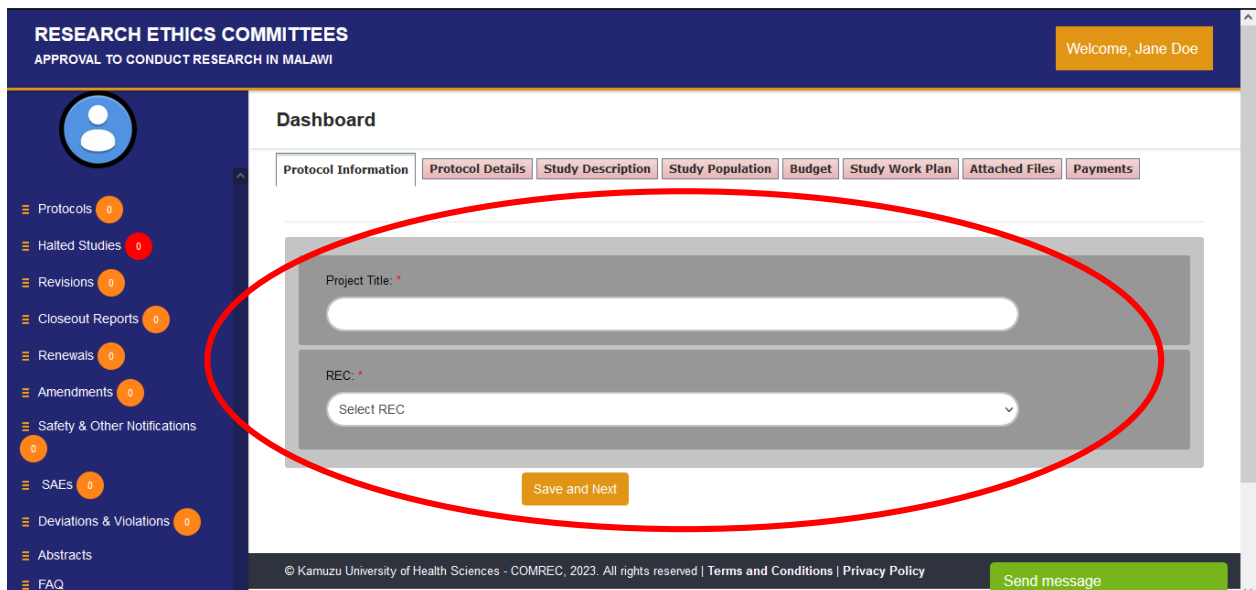 RESEARCH ETHICS COMMITTEES
APPROVAL TO CONDUCT RESEARCH IN MALAWI
Welcome, Jane Doe
Protocols 0
Halted Studies 0
Revisions 0
Closeout Reports 0
Renewals 0
Amendments 0
Safety & Other Notifications
0
SAEs 0
Deviations & Violations 0
Abstracts
FAQ
Dashboard
Protocol Information Protocol Details Study Description Study Population Budget Study Work Plan Attached Files Payments
Project Title: *
REC: *
Select REC
Save and Next
© Kamuzu University of Health Sciences - COMREC, 2023. All rights reserved | Terms and Conditions | Privacy Policy
Send message